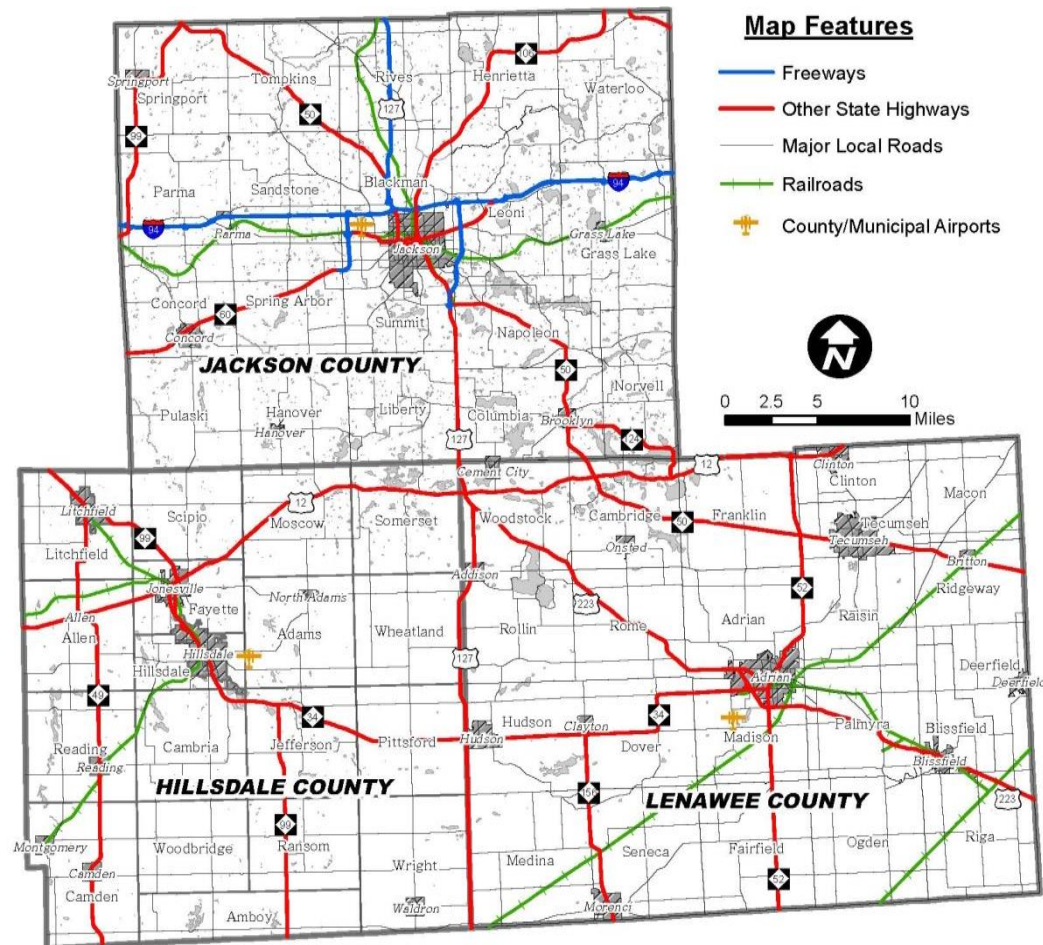 Map Features
Freeways
Other State Highways
Major Local Roads
Railroads
County/Municipal Airports
N
0 2.5 5 10
Miles
106
Henrietta
Rives
Tompkins
Springport
Springport
Waterloo
127
50
99
94
Blackman
Parma
Sandstone
Leoni
94
Parma
Jackson
Grass Lake
Grass Lake
Concord
Spring Arbor
60
Summit
Napoleon
Concord
JACKSON COUNTY
50
Norvell
Pulaski
Hanover
Liberty
Columbia
Hanover
Brooklyn
127
124
Cement City
12
Clinton
Clinton
Macon
Litchfield
Scipio
12
Moscow
Somerset
Woodstock
Cambridge
50
Franklin
Tecumseh
Tecumseh
Litchfield
99
Onsted
Britton
Jonesville
Addison
Ridgeway
Allen
Fayette
North Adams
223
52
Allen
Adams
Wheatland
Rollin
Rome
Adrian
Raisin
Hillsdale
Hillsdale
127
Adrian
Deerfield
Deerfield
49
34
34
Reading
Cambria
Jefferson
Pittsford
Hudson
Hudson
Clayton
Dover
Madison
Palmyra
Blissfield
Blissfield
Reading
HILLSDALE COUNTY
156
LENAWEE COUNTY
223
Montgomery
Woodbridge
99
Ransom
Riga
Camden
Camden
Wright
Medina
Seneca
Fairfield
Ogden
52
Amboy
Waldron
Morenci